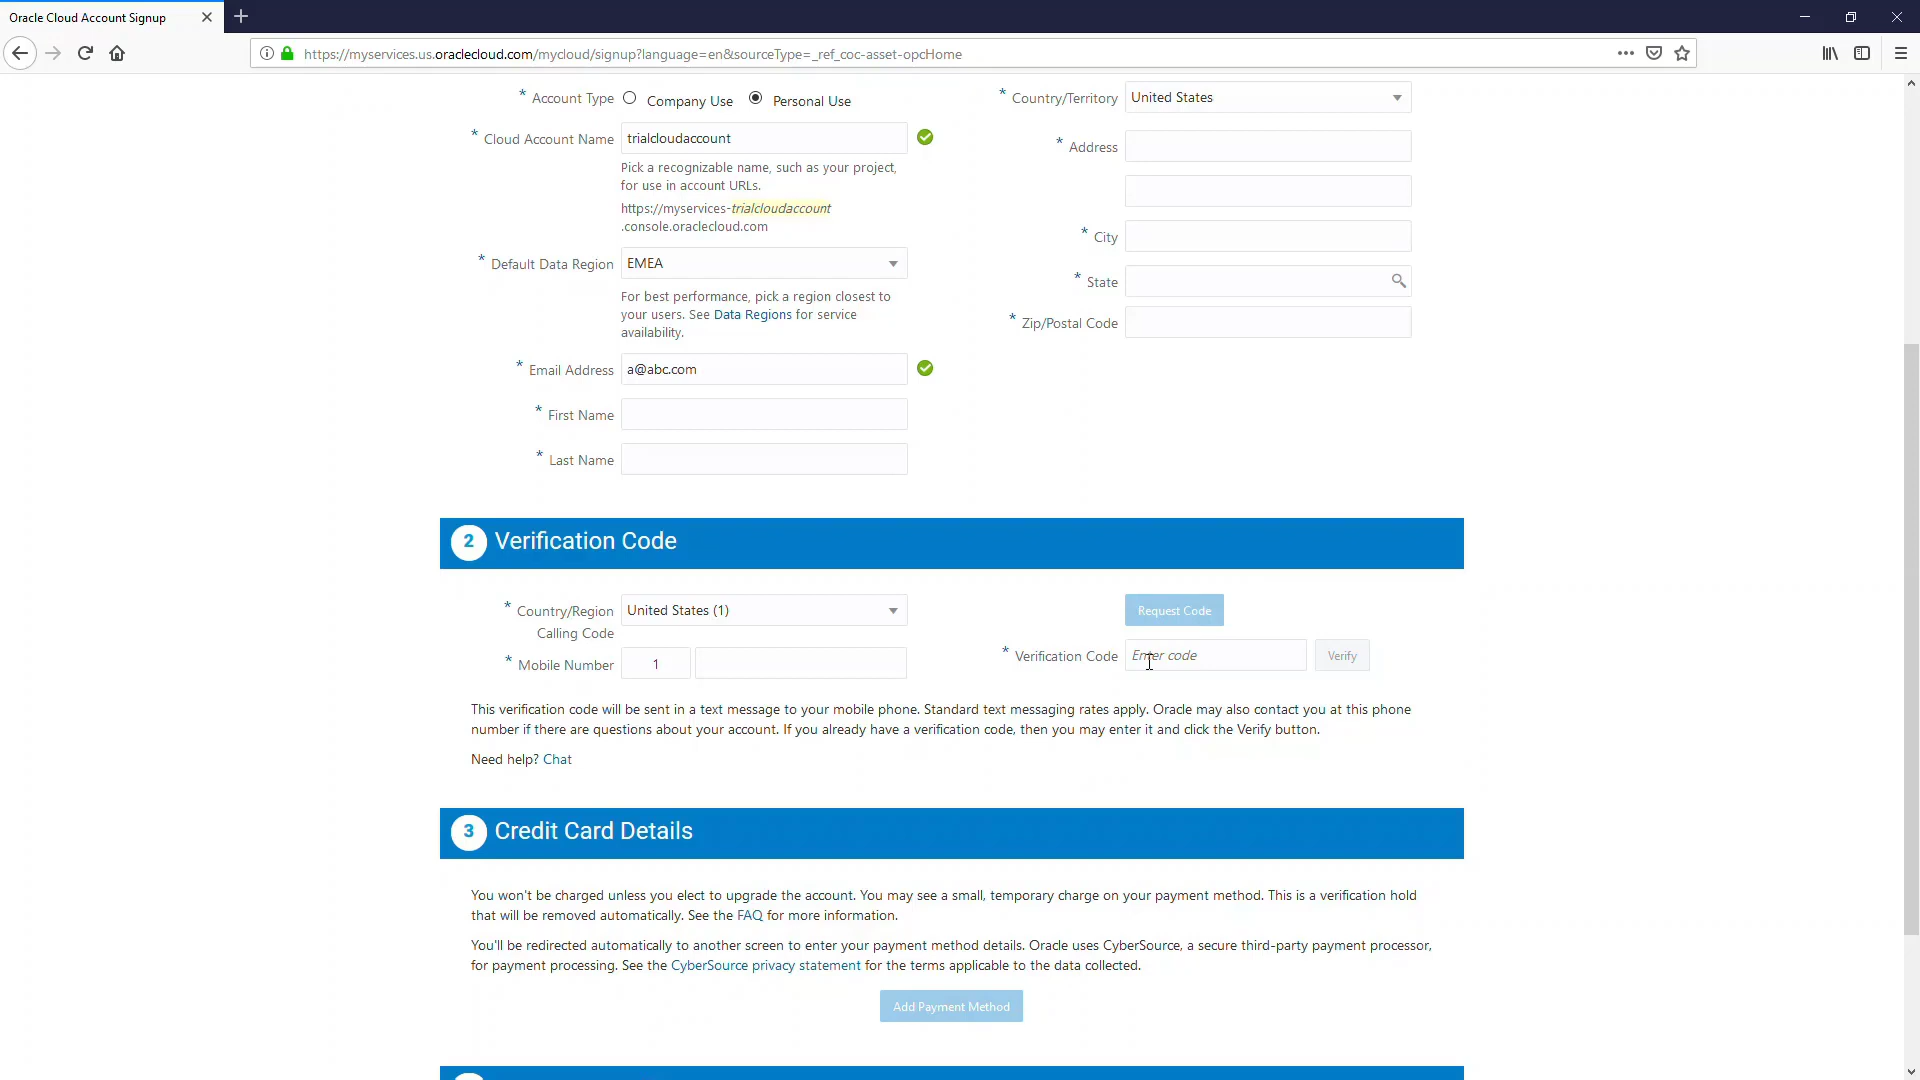 Oracle Cloud Account Signup
https://myservices.us.oraclecloud.com/mycloud/signup?language=en&sourceType=_ref_coc-asset-opcHome
* Account Type Company Use Personal Use
* Cloud Account Name trialcloudaccount
Pick a recognizable name, such as your project,
for use in account URLs.
https://myservices-trialcloudaccount
.console.oraclecloud.com
* Default Data Region EMEA
For best performance, pick a region closest to
your users. See Data Regions for service
availability.
* Email Address a@abc.com
* First Name
* Last Name
* Country/Territory United States
* Address
* City
* State
* Zip/Postal Code
2 Verification Code
* Country/Region United States (1)
Calling Code
* Mobile Number 1
Request Code
* Verification Code Enter code Verify
This verification code will be sent in a text message to your mobile phone. Standard text messaging rates apply. Oracle may also contact you at this phone
number if there are questions about your account. If you already have a verification code, then you may enter it and click the Verify button.
Need help? Chat
3 Credit Card Details
You won't be charged unless you elect to upgrade the account. You may see a small, temporary charge on your payment method. This is a verification hold
that will be removed automatically. See the FAQ for more information.
You'll be redirected automatically to another screen to enter your payment method details. Oracle uses CyberSource, a secure third-party payment processor,
for payment processing. See the CyberSource privacy statement for the terms applicable to the data collected.
Add Payment Method